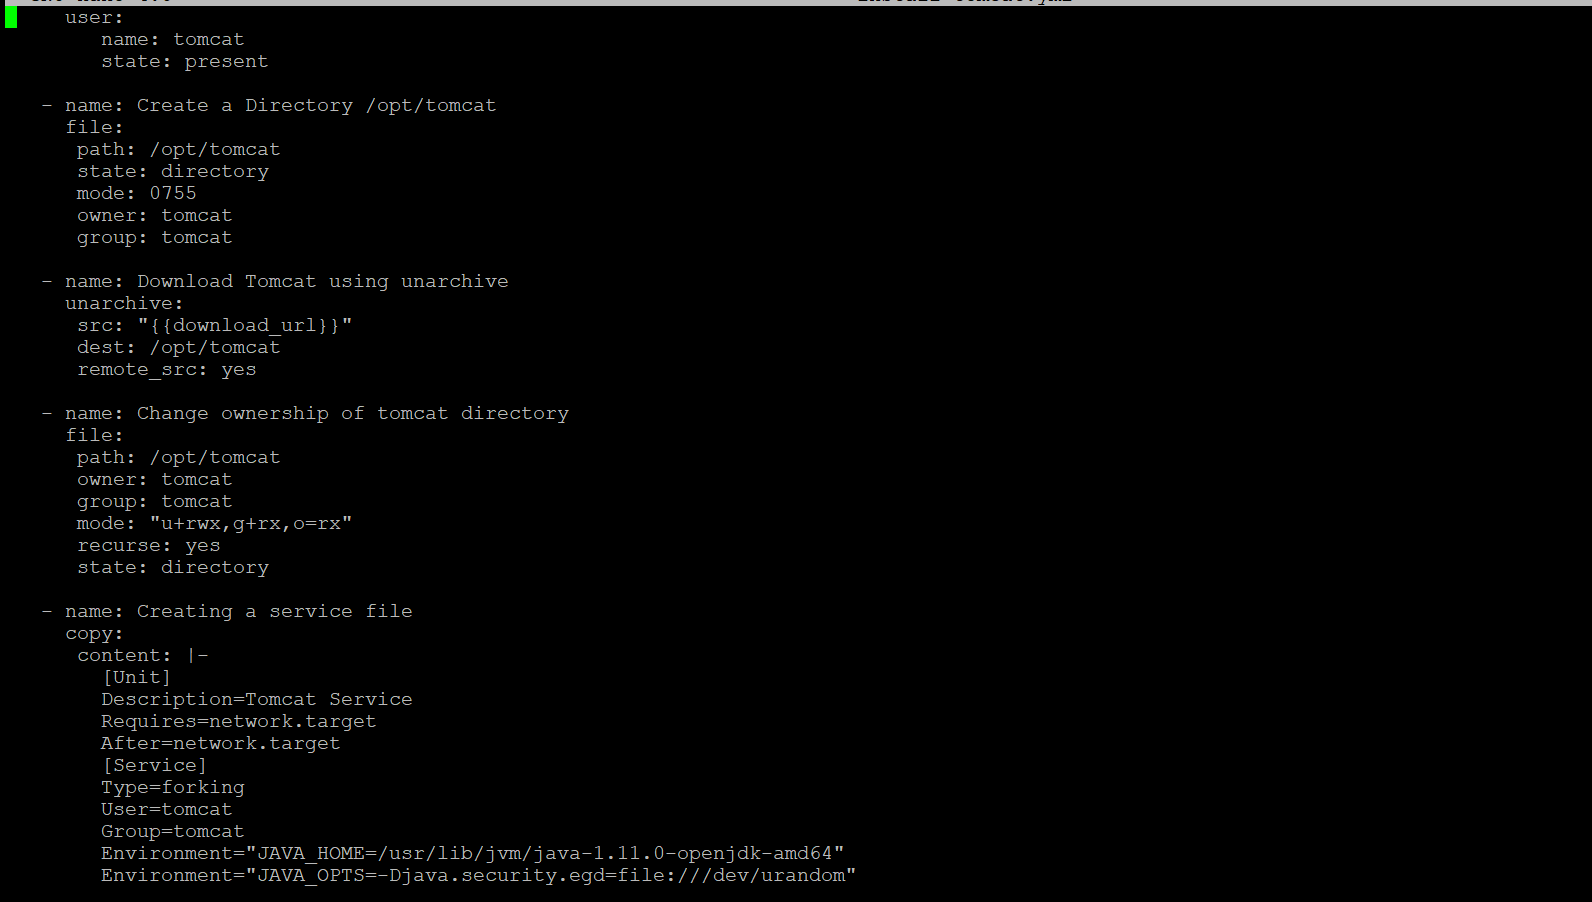 user:
name: tomcat
state: present
- name: Create a Directory /opt/tomcat
file:
path: /opt/tomcat
state: directory
mode: 0755
owner: tomcat
group: tomcat
- name: Download Tomcat using unarchive
unarchive:
src: "{{download_url}}"
dest: /opt/tomcat
remote_src: yes
- name: Change ownership of tomcat directory
file:
path: /opt/tomcat
owner: tomcat
group: tomcat
mode: "u+rwx,g+rx,o=rx"
recurse: yes
state: directory
- name: Creating a service file
copy:
content: |-
[Unit]
Description=Tomcat Service
Requires=network.target
After=network.target
[Service]
Type=forking
User=tomcat
Group=tomcat
Environment="JAVA_HOME=/usr/lib/jvm/java-1.11.0-openjdk-amd64"
Environment="JAVA_OPTS=-Djava.security.egd=file:///dev/urandom"